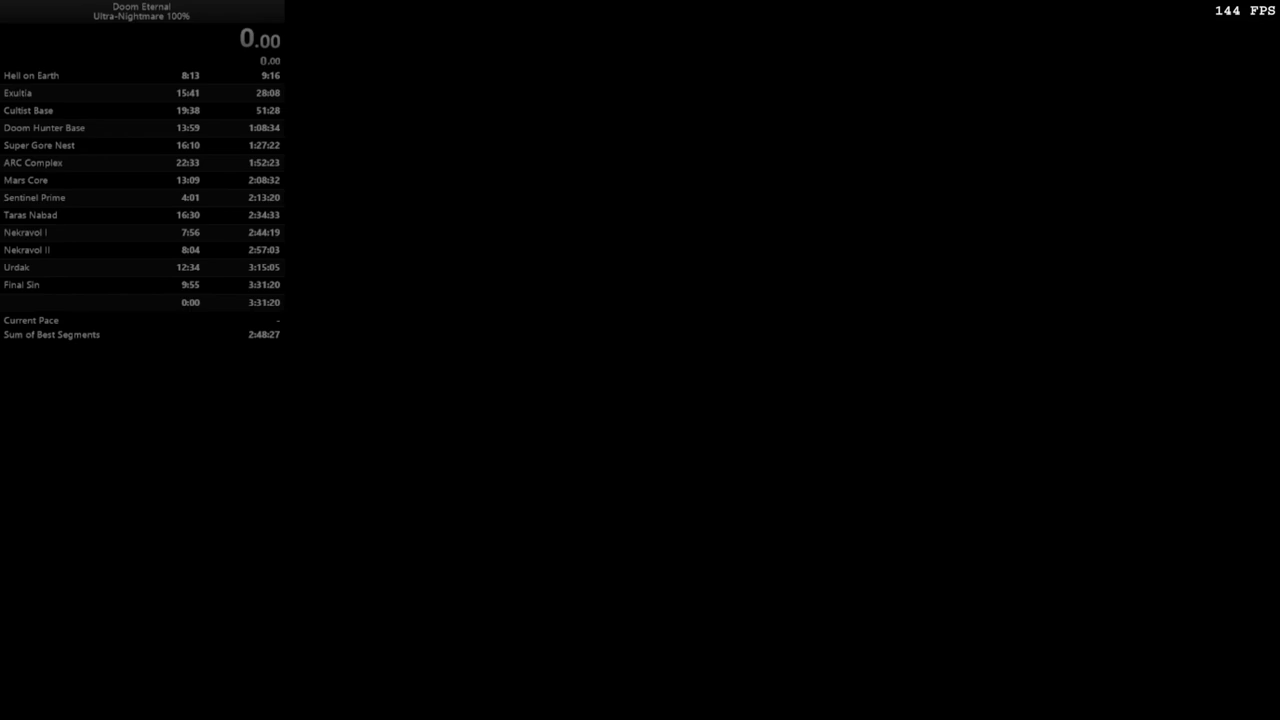 Doom Eternal
Ultra-Nightmare 100%
144 FPS
0.00
0.00
Hell on Earth 8:13 9:16
Exultia 15:41 28:08
Cultist Base 19:38 51:28
Doom Hunter Base 13:59 1:08:34
Super Gore Nest 16:10 1:27:22
ARC Complex 22:33 1:52:23
Mars Core 13:09 2:08:32
Sentinel Prime 4:01 2:13:20
Taras Nabad 16:30 2:34:33
Nekravol I 7:56 2:44:19
Nekravol II 8:04 2:57:03
Urdak 12:34 3:15:05
Final Sin 9:55 3:31:20
0:00 3:31:20
Current Pace -
Sum of Best Segments 2:48:27